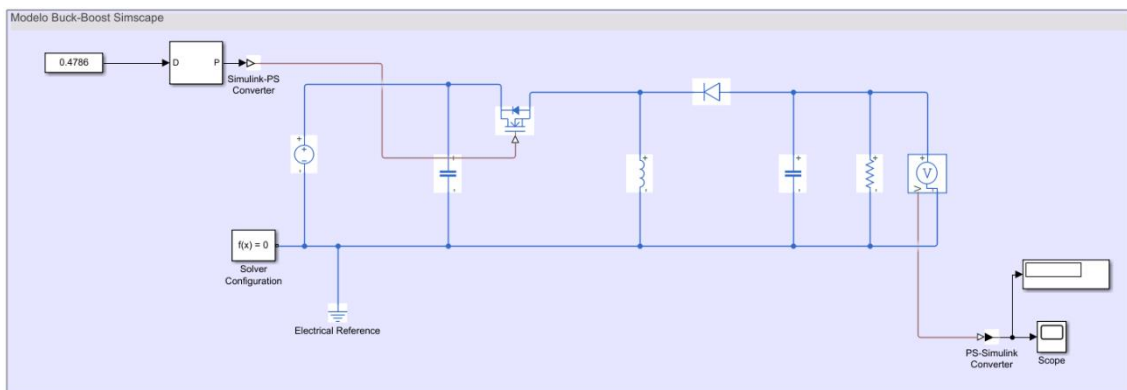 Modelo Buck-Boost Simscape
0.4786
D
P
Simulink-PS
Converter
+
-
+
-
+
-
+
-
+
-
+
V
V
-
f(x) = 0
Solver
Configuration
Electrical Reference
PS-Simulink
Converter
Scope